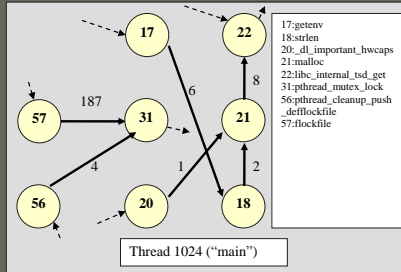 17
22
6
8
187
57
31
21
4
1
2
56
20
18
Thread 1024 ("main")
17:getenv
18:strlen
20:_dl_important_hwcaps
21:malloc
22:libc_internal_tsd_get
31:pthread_mutex_lock
56:pthread_cleanup_push
_defflockfile
57:flockfile